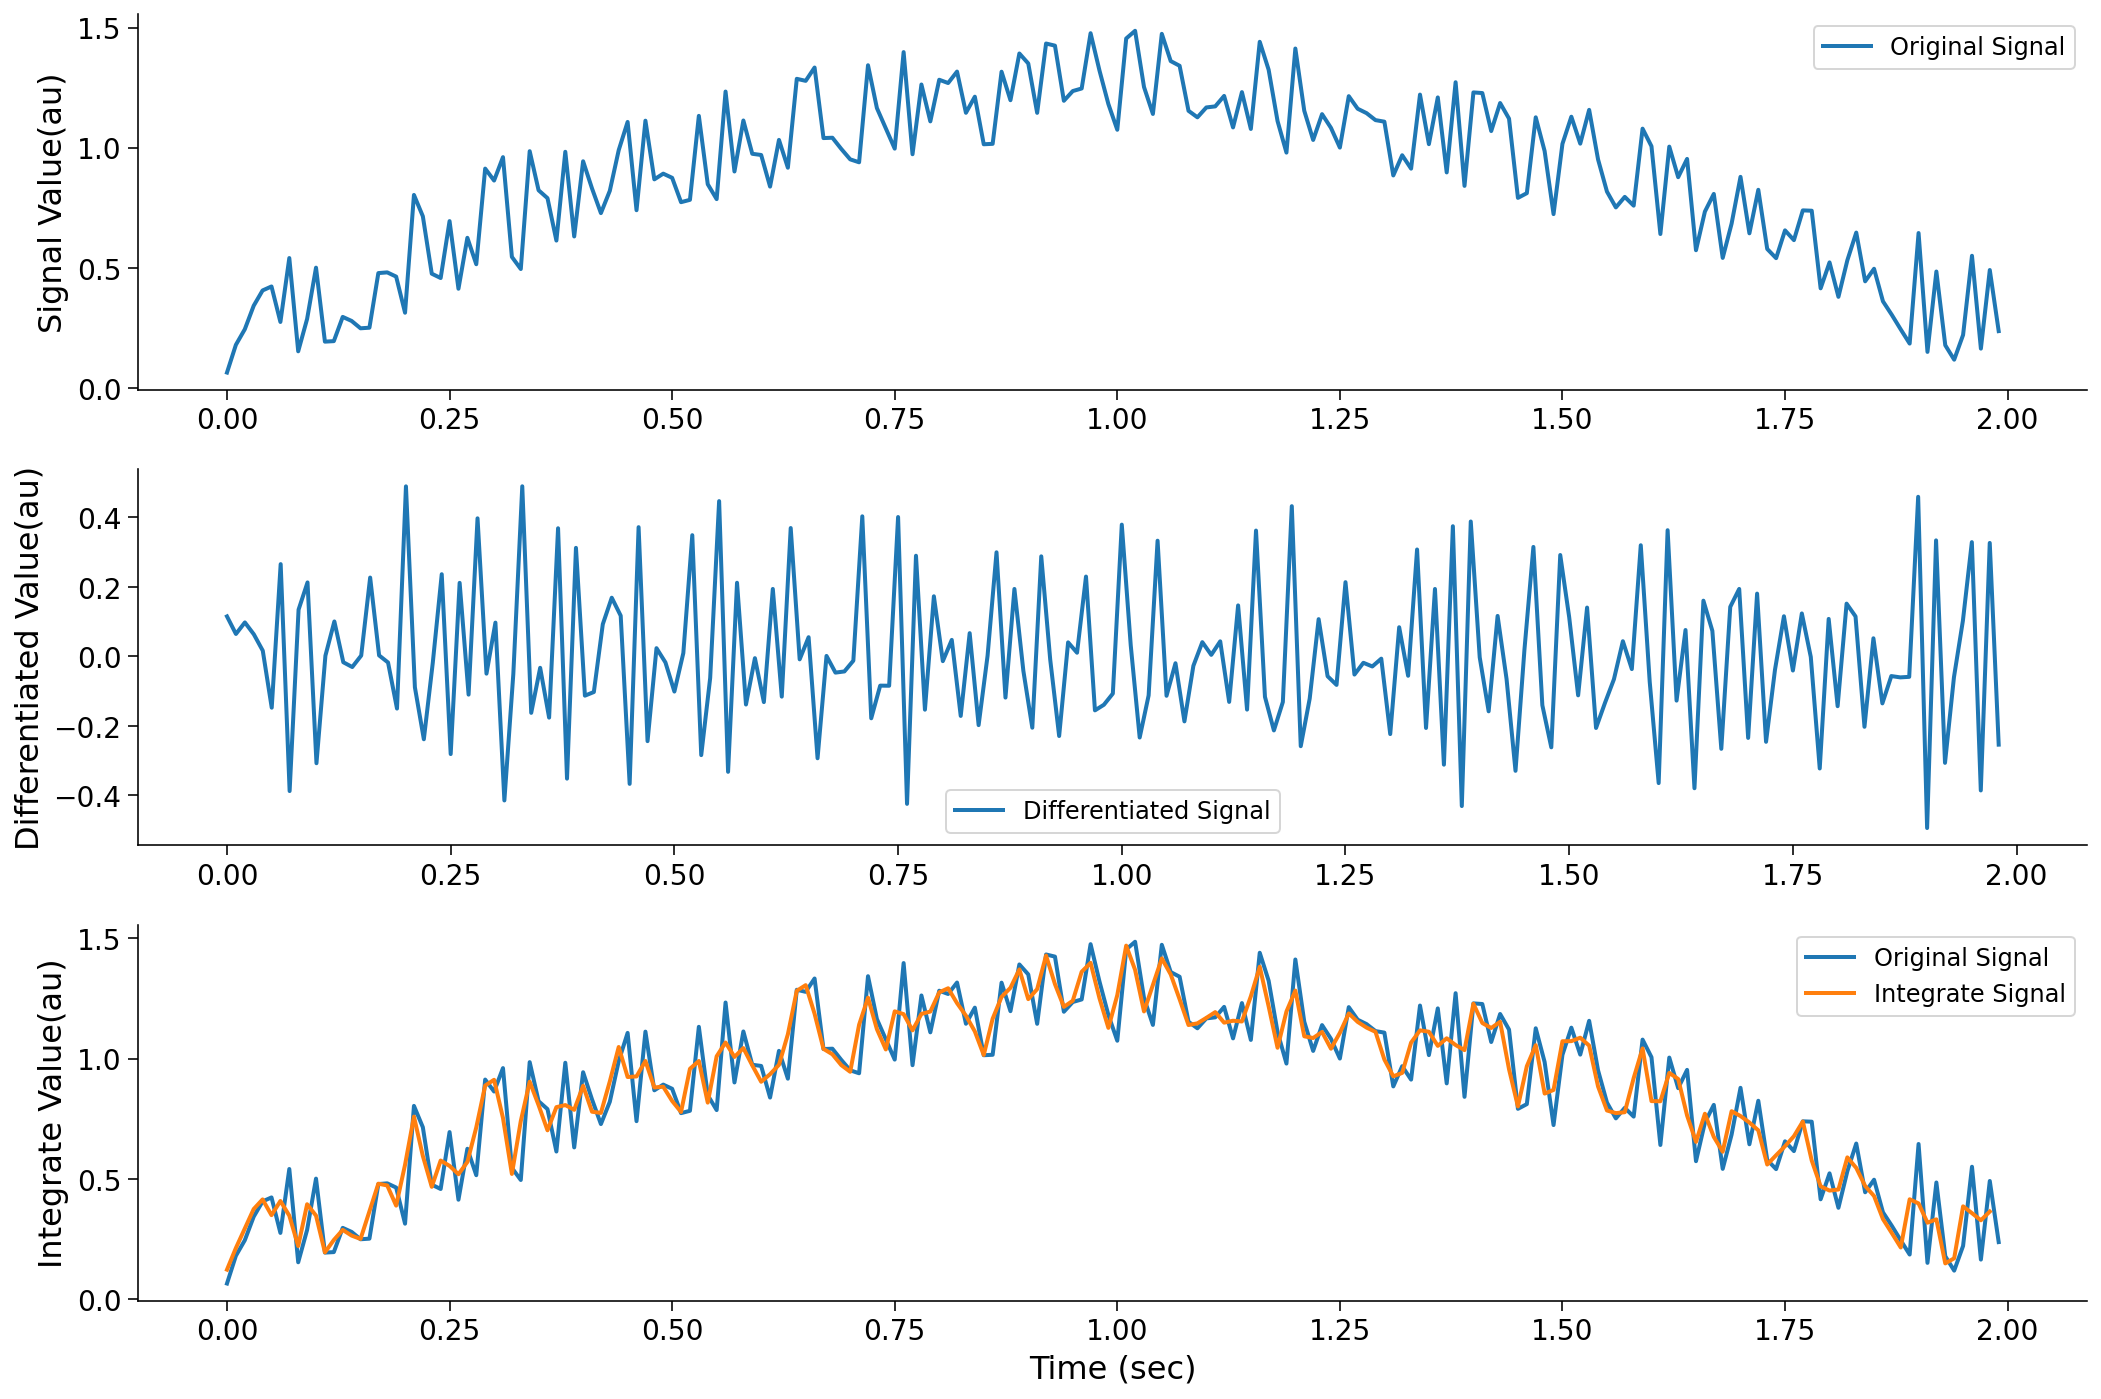 Signal Value(au)
1.5
1.0
0.5
0.0
Original Signal
0.00 0.25 0.50 0.75 1.00 1.25 1.50 1.75 2.00
Differentiated Value(au)
0.4
0.2
0.0
−0.2
−0.4
Differentiated Signal
0.00 0.25 0.50 0.75 1.00 1.25 1.50 1.75 2.00
Integrate Value(au)
1.5
1.0
0.5
0.0
Original Signal
Integrate Signal
0.00 0.25 0.50 0.75 1.00 1.25 1.50 1.75 2.00
Time (sec)